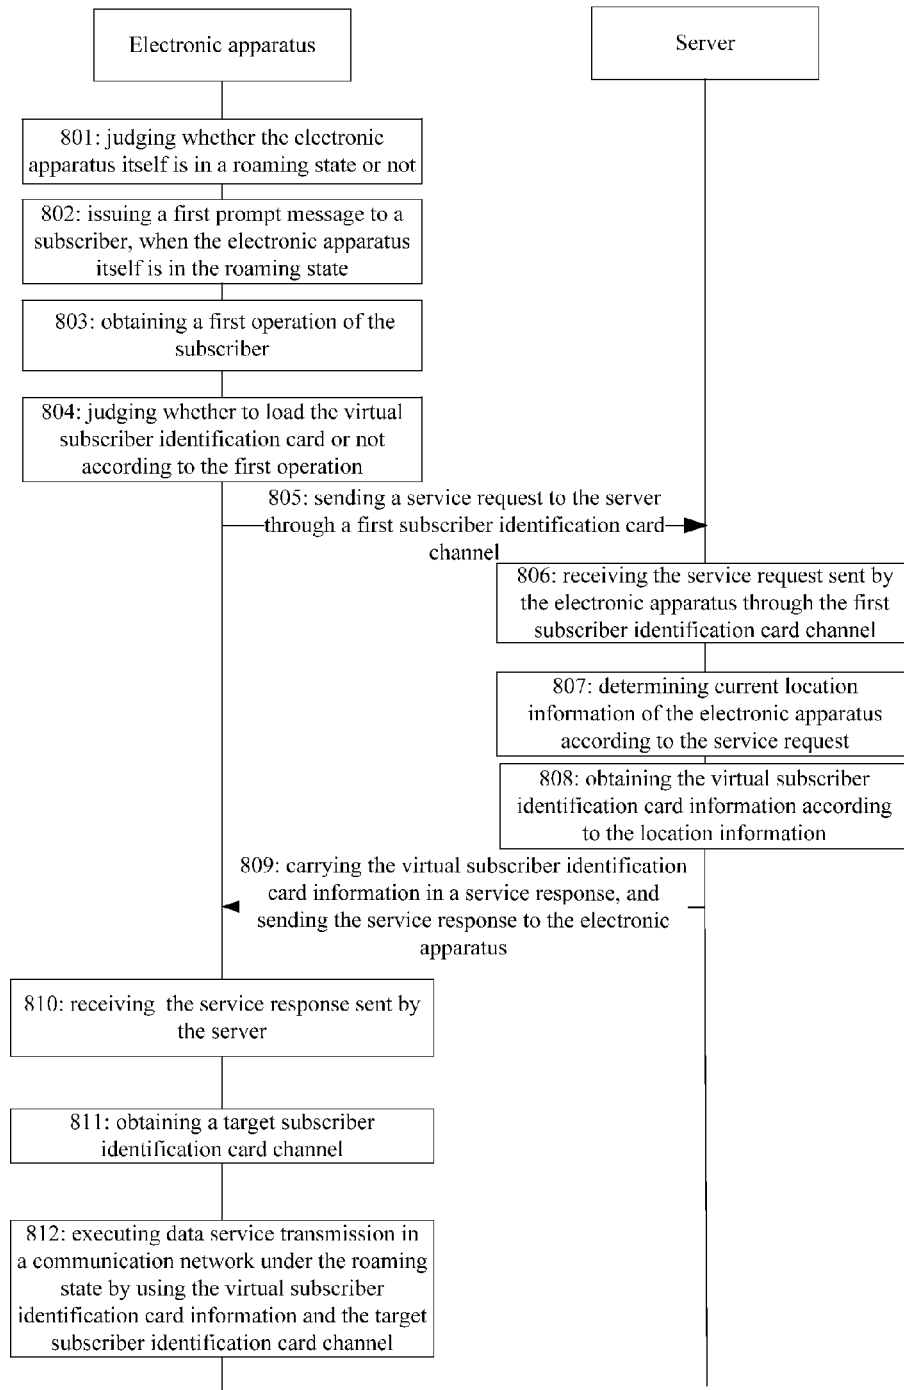 Electronic apparatus
Server
801: judging whether the electronic
apparatus itself is in a roaming state or not
802: issuing a first prompt message to a
subscriber, when the electronic apparatus
itself is in the roaming state
803: obtaining a first operation of the
subscriber
804: judging whether to load the virtual
subscriber identification card or not
according to the first operation
805: sending a service request to the server
through a first subscriber identification card
channel
806: receiving the service request sent by
the electronic apparatus through the first
subscriber identification card channel
807: determining current location
information of the electronic apparatus
according to the service request
808: obtaining the virtual subscriber
identification card information according
to the location information
809: carrying the virtual subscriber identification
card information in a service response, and
sending the service response to the electronic
apparatus
810: receiving the service response sent by
the server
811: obtaining a target subscriber
identification card channel
812: executing data service transmission in
a communication network under the roaming
state by using the virtual subscriber
identification card information and the target
subscriber identification card channel